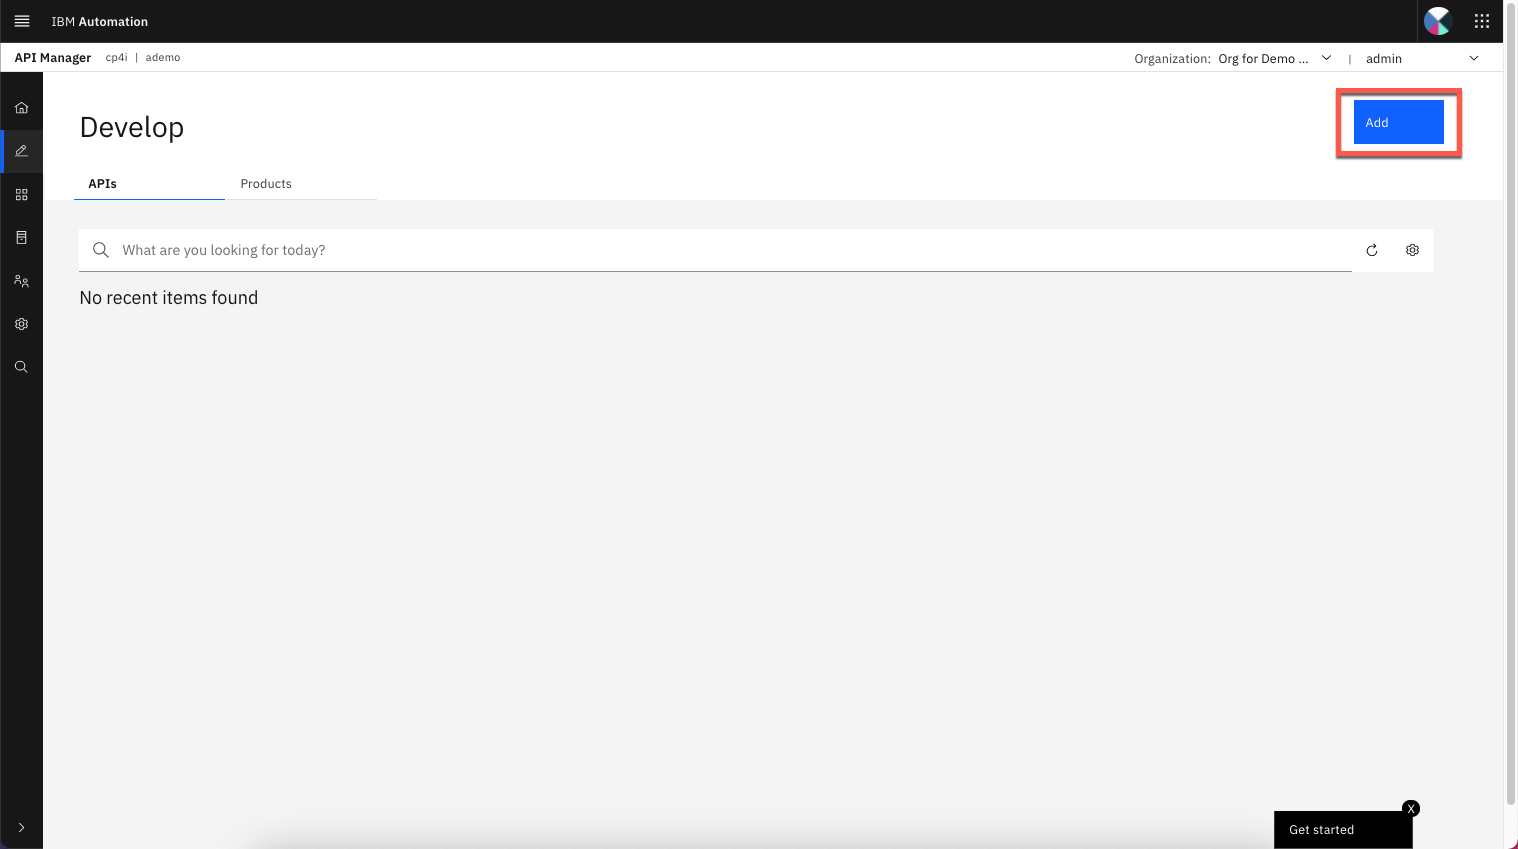 IBM Automation
API Manager cp4i | ademo
Organization: Org for Demo ... | admin
Develop
Add
APIs Products
What are you looking for today?
No recent items found
X
Get started